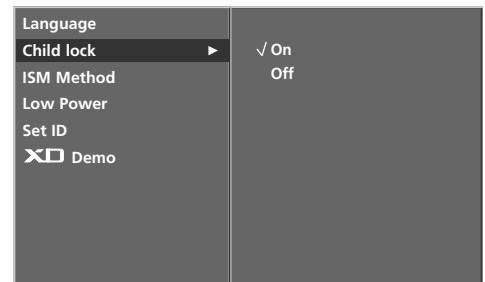 Language
Child lock ►
ISM Method
Low Power
Set ID
XD Demo
√ On
Off